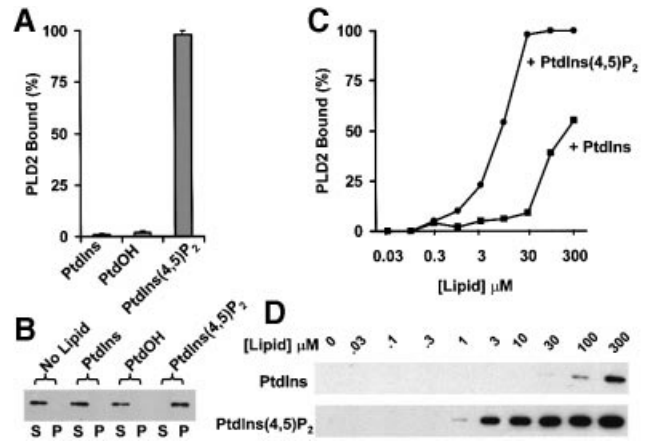 A
PLD2 Bound (%)
100
75
50
25
0
PtdIns
PtdOH
PtdIns(4,5)P2
B
No Lipid
PtdIns
PtdOH
PtdIns(4,5)P2
S P S P S P S P
C
PLD2 Bound (%)
100
75
50
25
0
+ PtdIns(4,5)P2
+ PtdIns
0.03 0.3 3 30 300
[Lipid] µM
D
[Lipid] µM 0 .03 .1 .3 1 3 10 30 100 300
PtdIns
PtdIns(4,5)P2